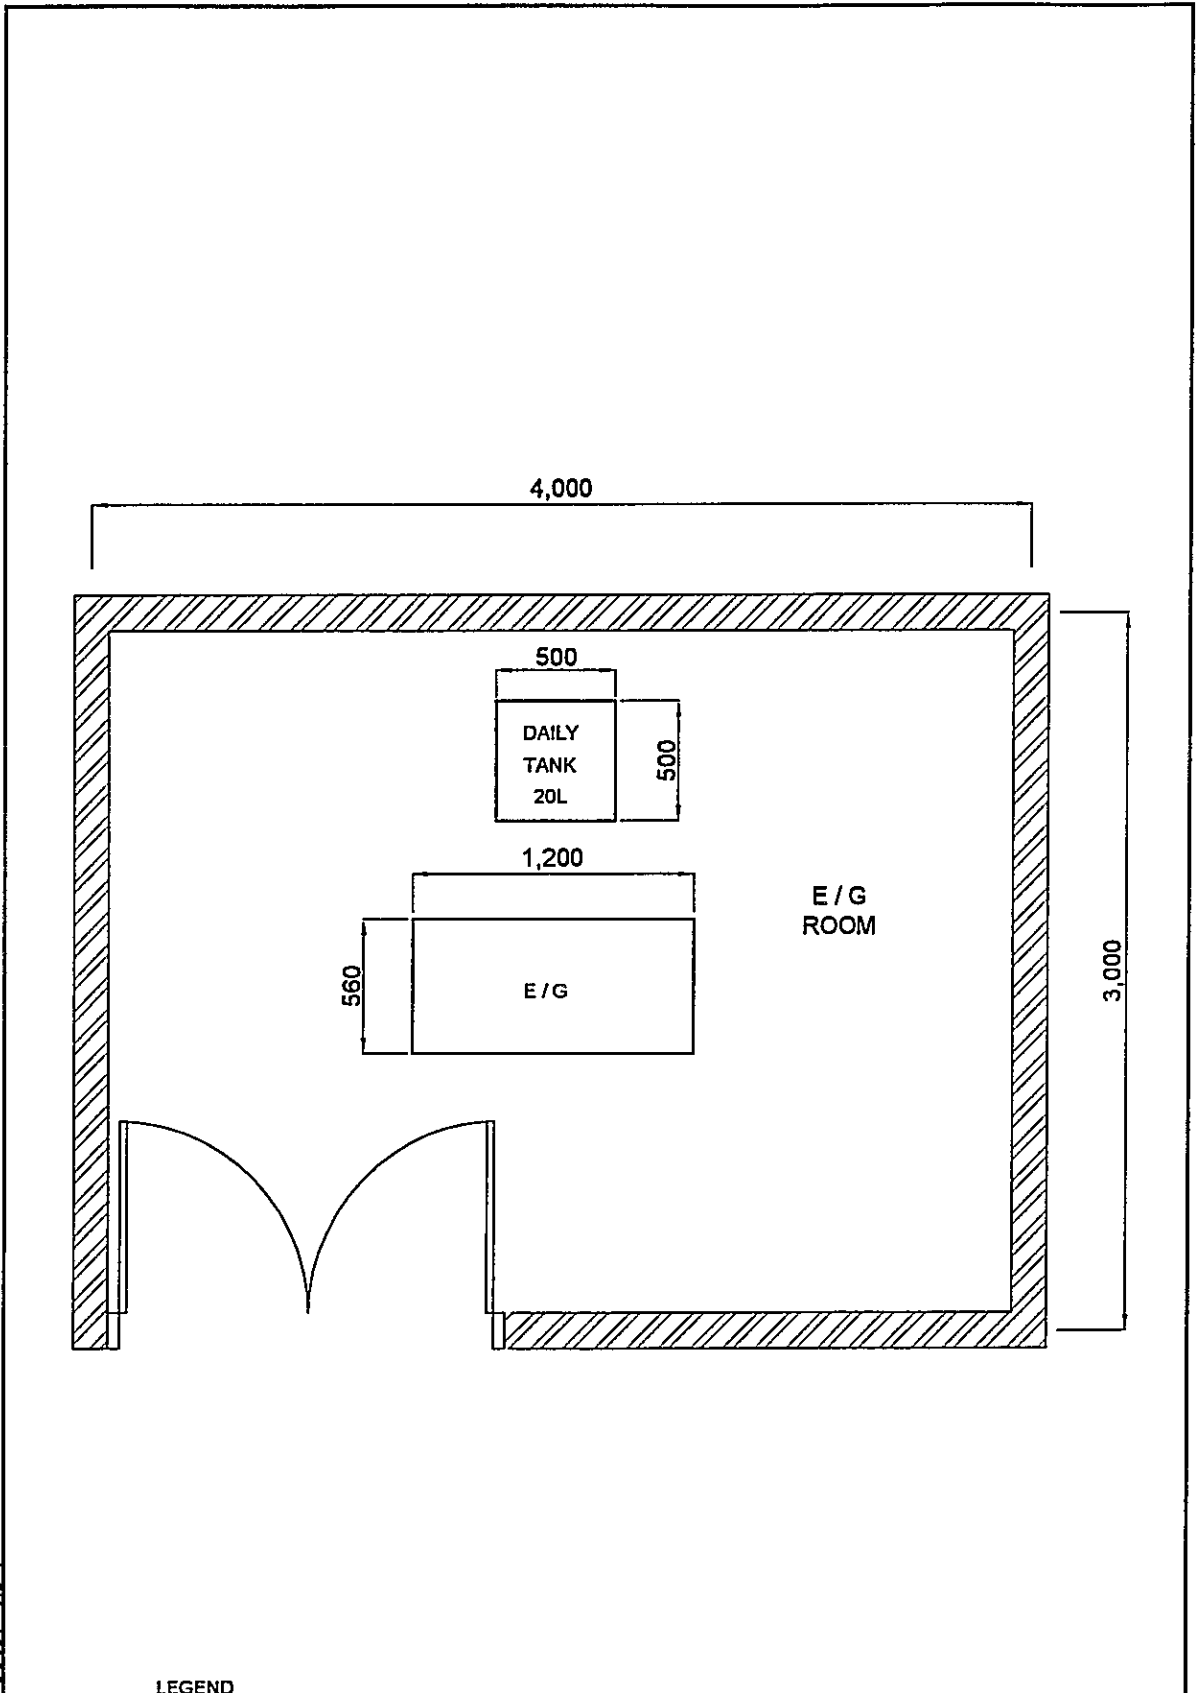 4,000
500
DAILY
TANK
20L
500
1,200
E / G
ROOM
560
E / G
3,000
LEGEND